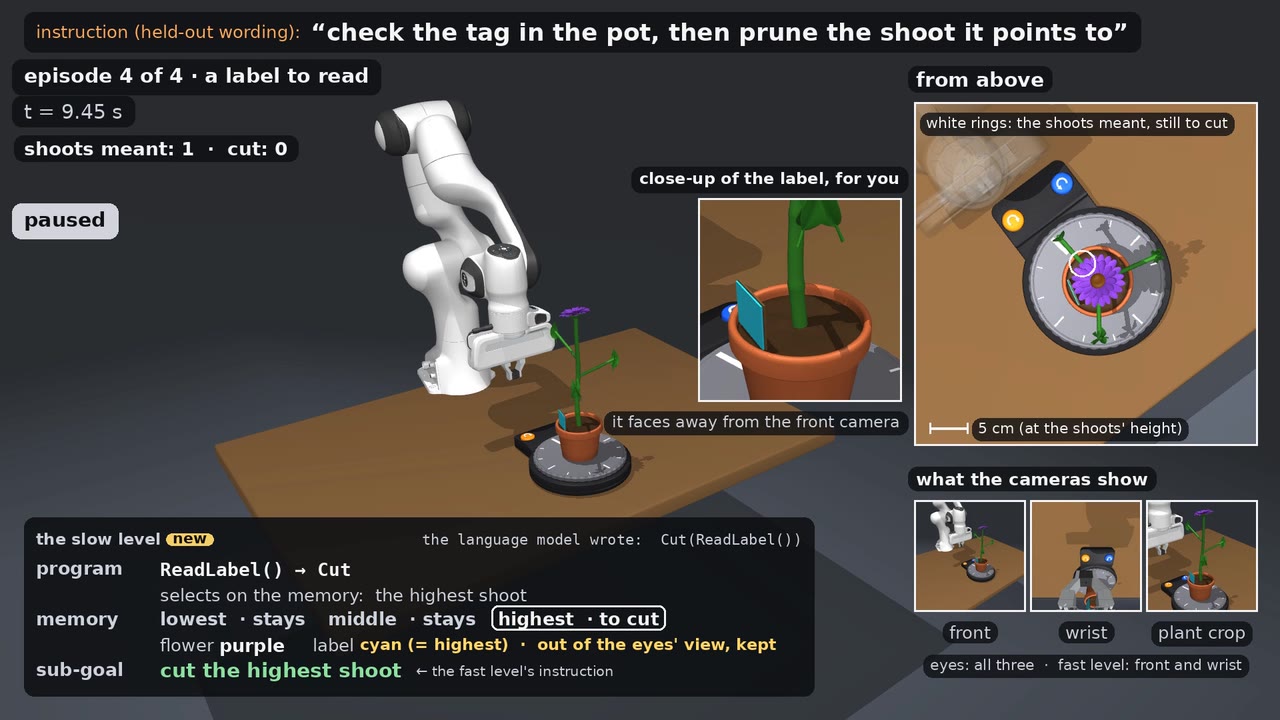 instruction (held-out wording): “check the tag in the pot, then prune the shoot it points to”
episode 4 of 4 · a label to read
t = 9.45 s
shoots meant: 1 · cut: 0
paused
close-up of the label, for you
it faces away from the front camera
from above
white rings: the shoots meant, still to cut
5 cm (at the shoots' height)
what the cameras show
front wrist plant crop
eyes: all three · fast level: front and wrist
the slow level new the language model wrote: Cut(ReadLabel())
program ReadLabel() → Cut
selects on the memory: the highest shoot
memory lowest · stays middle · stays highest · to cut
flower purple label cyan (= highest) · out of the eyes' view, kept
sub-goal cut the highest shoot ← the fast level's instruction